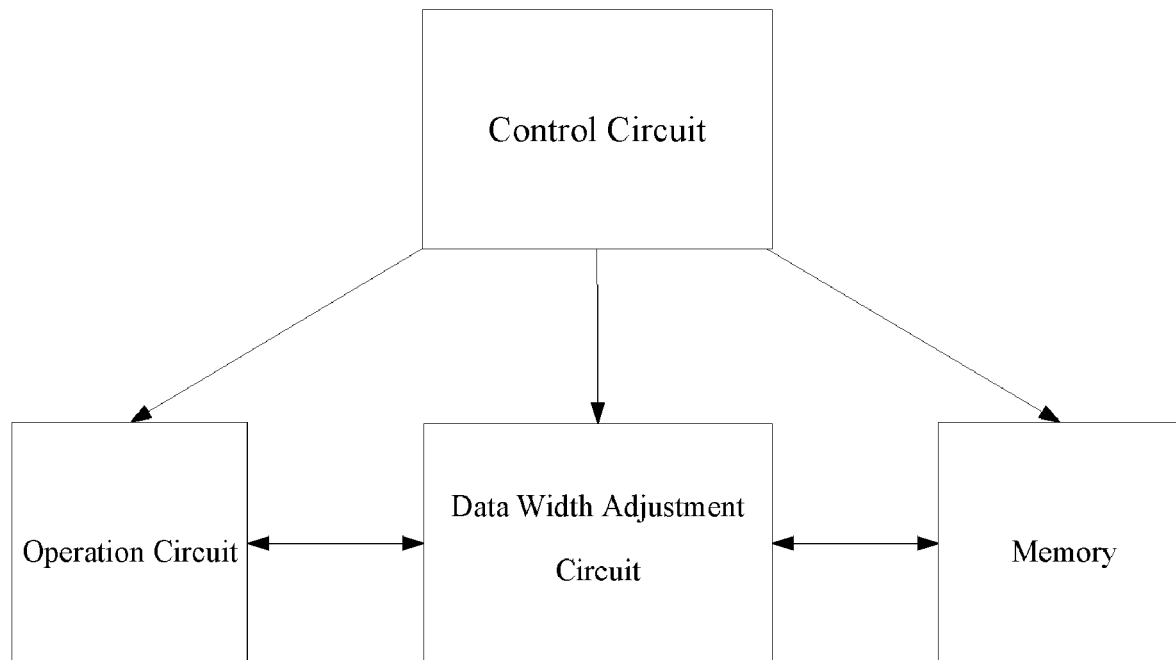 Control Circuit
Operation Circuit
Data Width Adjustment
Circuit
Memory